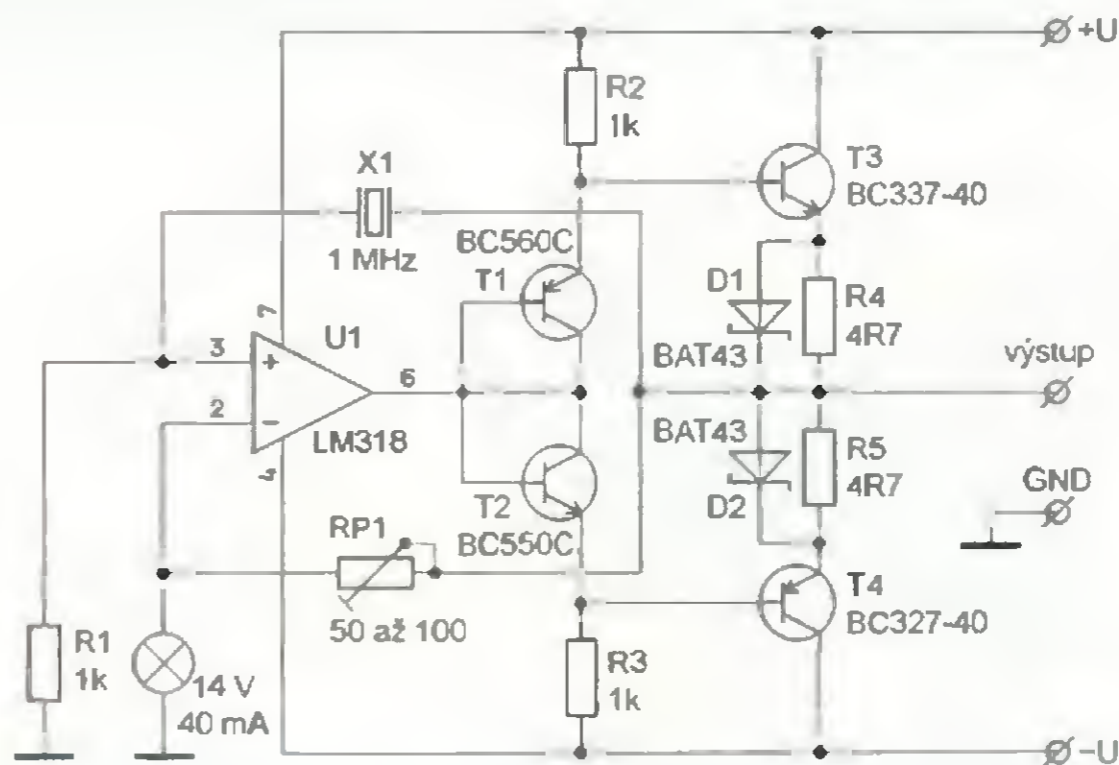 +U
R2
1k
X1
1 MHz
T3
BC337-40
BC560C
T1
D1
R4
4R7
7
U1
BAT43
3
+
6
výstup
2
−
LM318
4
BAT43
R5
4R7
GND
T2
BC550C
D2
RP1
50 až 100
T4
BC327-40
R1
1k
14 V
40 mA
R3
1k
−U